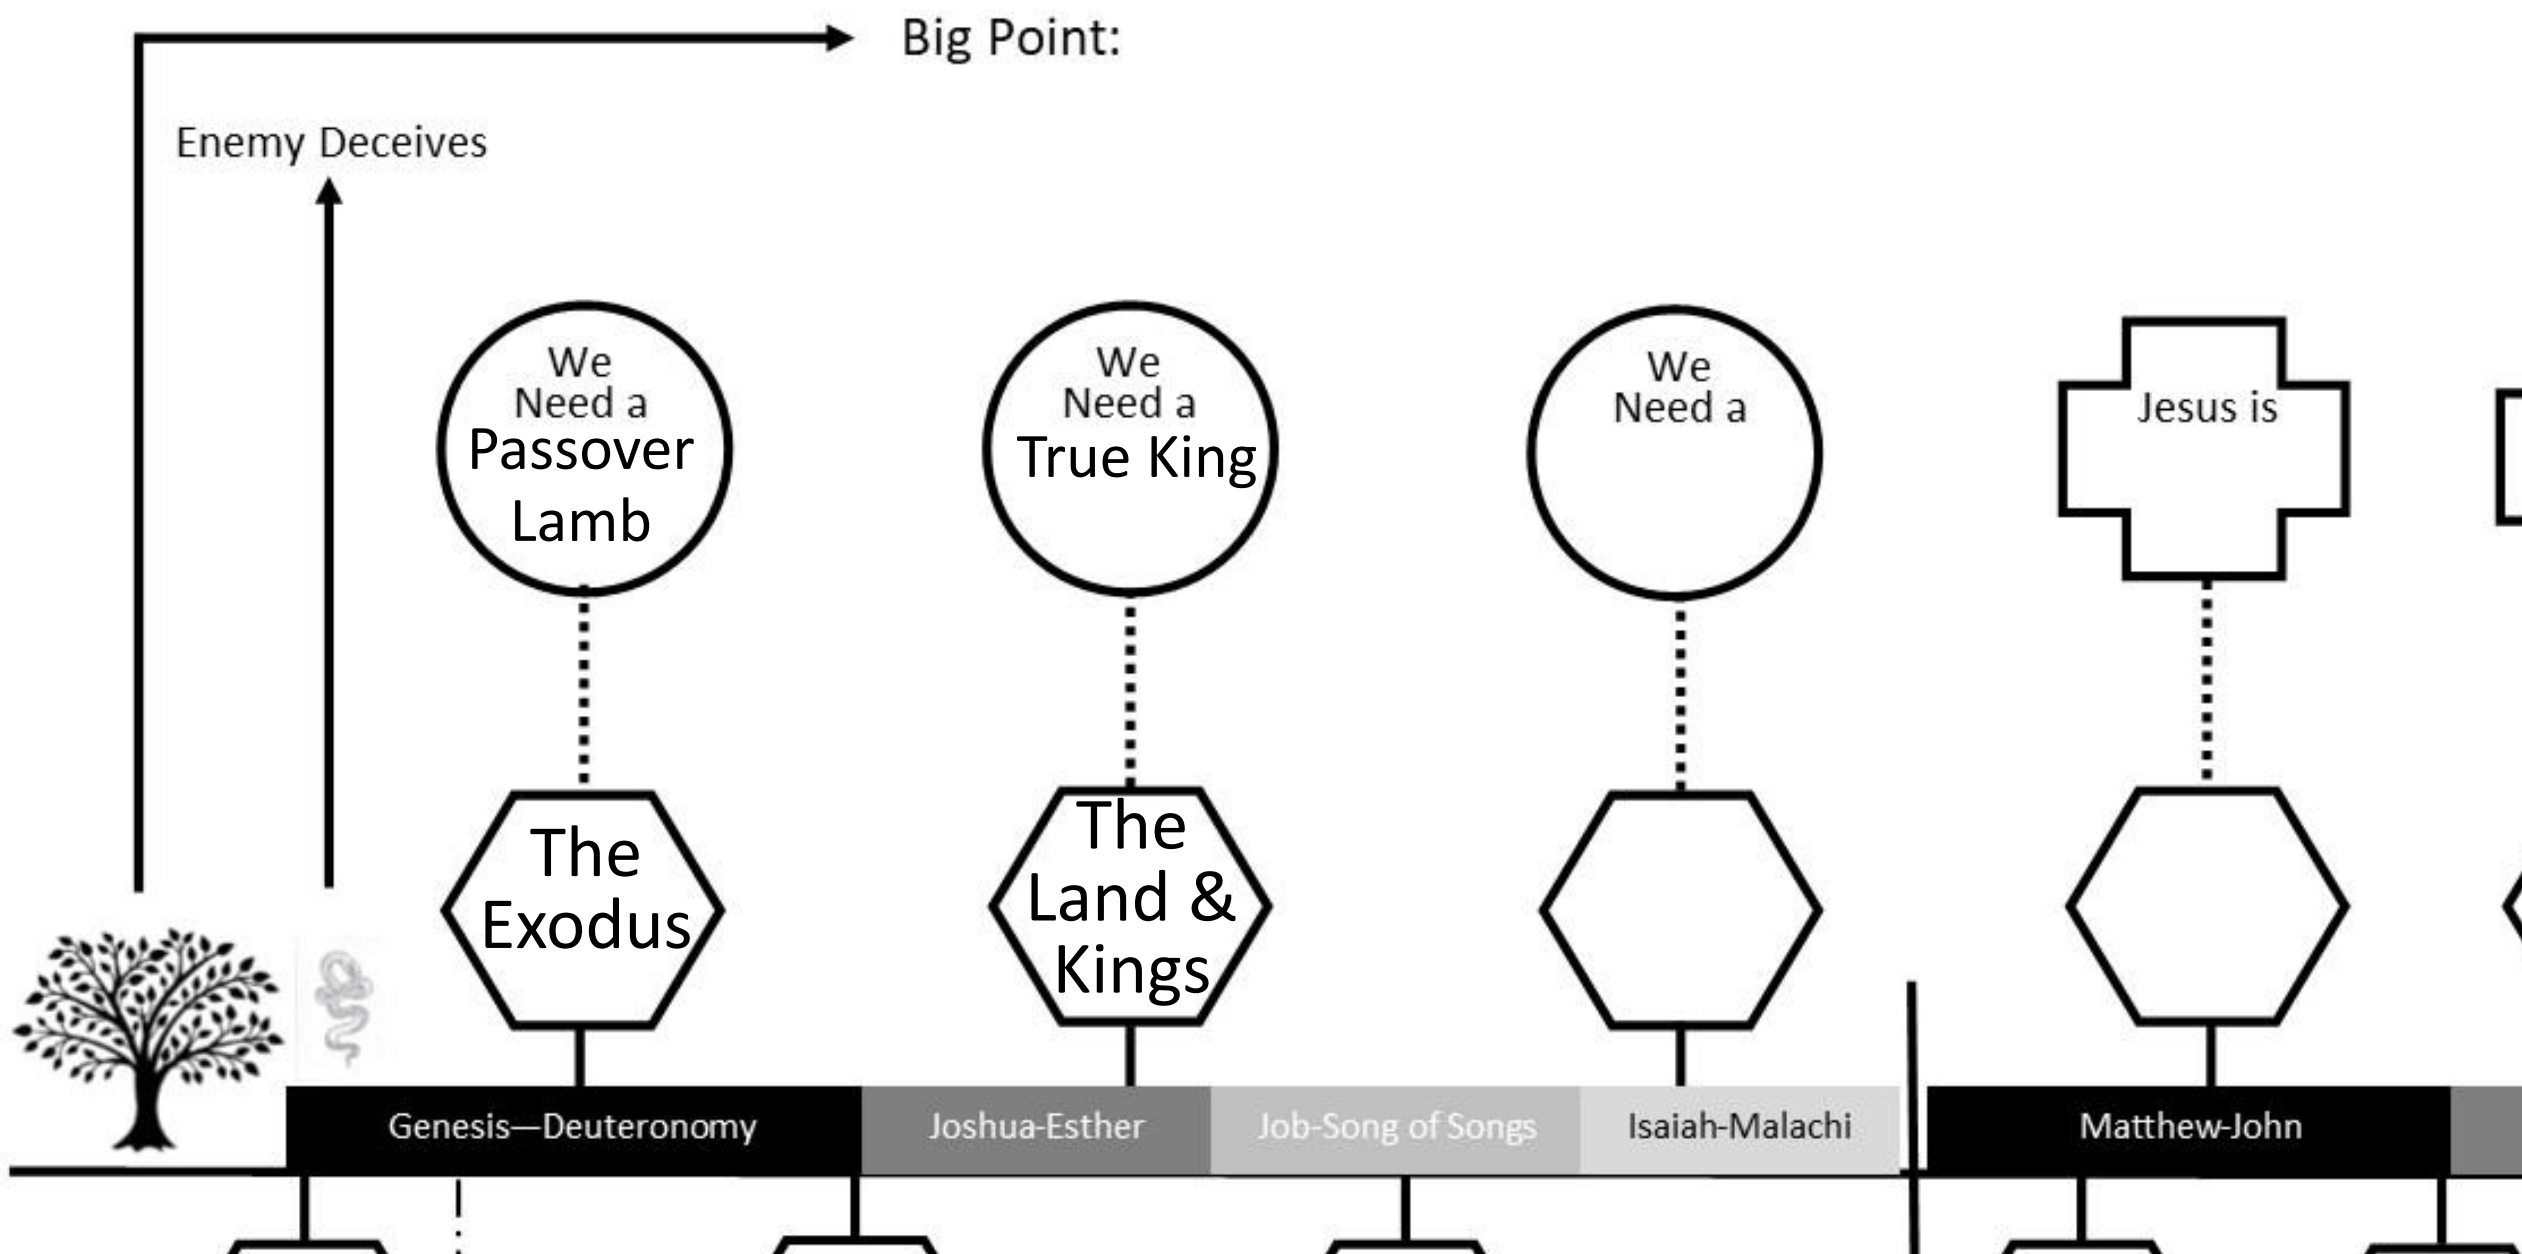 Big Point:
Enemy Deceives
We
Need a
Passover
Lamb
We
Need a
True King
We
Need a
Jesus is
The
Exodus
The
Land &
Kings
Genesis—Deuteronomy
Joshua-Esther
Job-Song of Songs
Isaiah-Malachi
Matthew-John